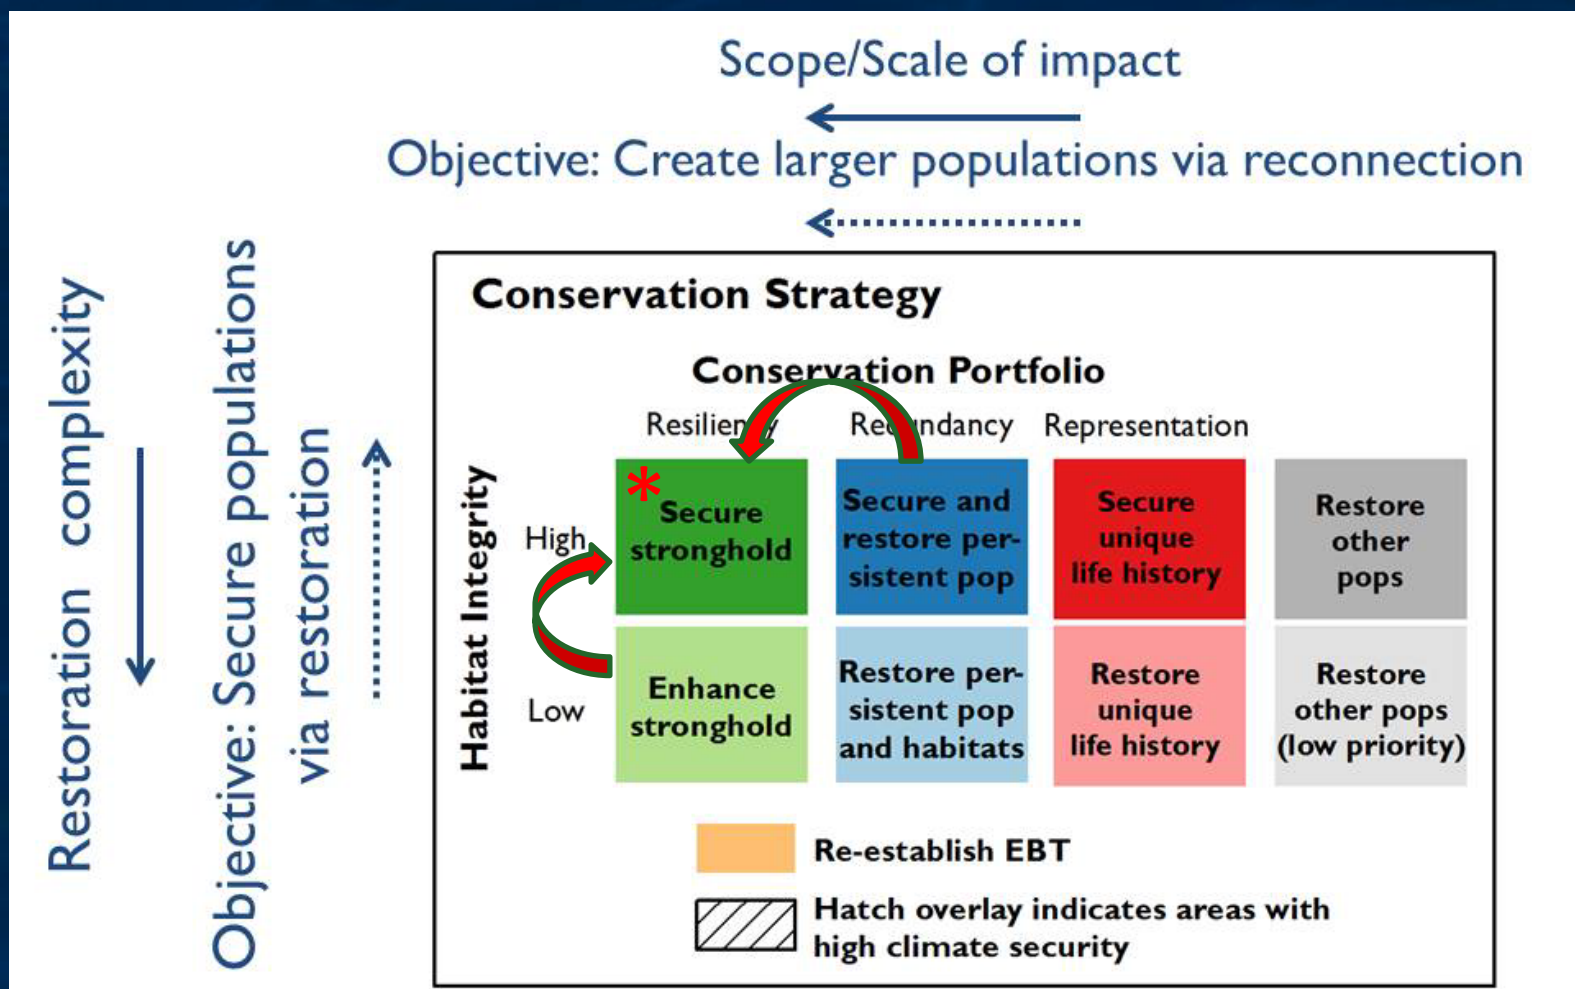 Scope/Scale of impact
Objective: Create larger populations via reconnection
Restoration complexity
Objective: Secure populations
via restoration
Conservation Strategy
Conservation Portfolio
Resiliency
Redundancy
Representation
Habitat Integrity
High
Low
*
Secure
stronghold
Secure and
restore per-
sistent pop
Secure
unique
life history
Restore
other
pops
Enhance
stronghold
Restore per-
sistent pop
and habitats
Restore
unique
life history
Restore
other pops
(low priority)
Re-establish EBT
Hatch overlay indicates areas with
high climate security